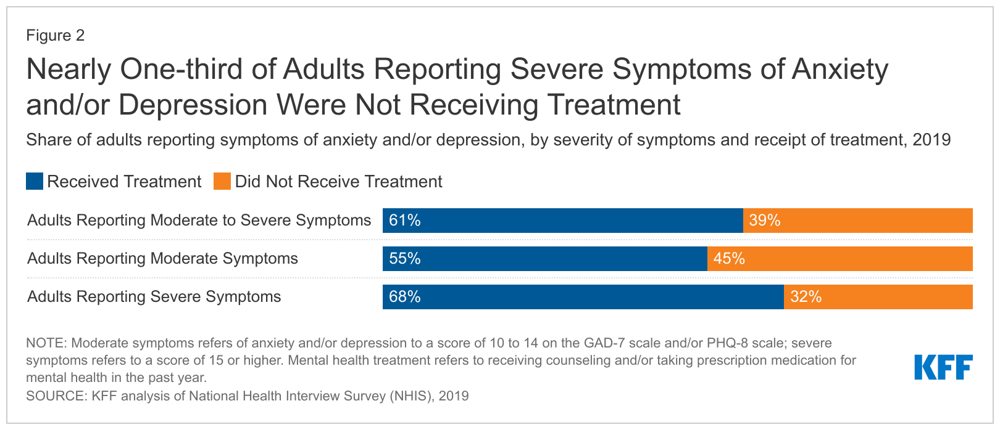 Figure 2
Nearly One-third of Adults Reporting Severe Symptoms of Anxiety
and/or Depression Were Not Receiving Treatment
Share of adults reporting symptoms of anxiety and/or depression, by severity of symptoms and receipt of treatment, 2019
Received Treatment Did Not Receive Treatment
Adults Reporting Moderate to Severe Symptoms 61% 39%
Adults Reporting Moderate Symptoms 55% 45%
Adults Reporting Severe Symptoms 68% 32%
NOTE: Moderate symptoms refers of anxiety and/or depression to a score of 10 to 14 on the GAD-7 scale and/or PHQ-8 scale; severe
symptoms refers to a score of 15 or higher. Mental health treatment refers to receiving counseling and/or taking prescription medication for
mental health in the past year.
SOURCE: KFF analysis of National Health Interview Survey (NHIS), 2019
KFF